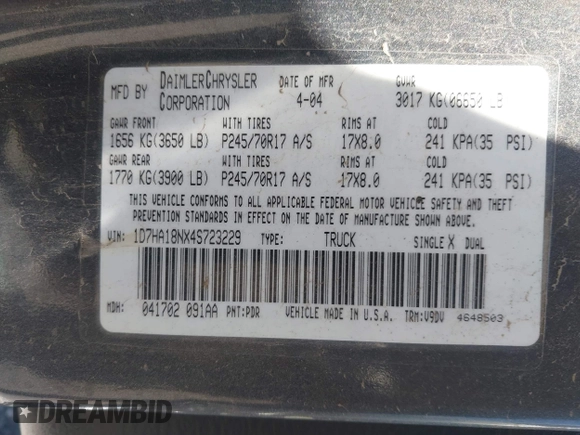 MFD BY DAIMLERCHRYSLER CORPORATION
DATE OF MFR 4-04
GVWR 3017 KG(06650 LB
GAWR FRONT WITH TIRES RIMS AT COLD
1656 KG(3650 LB) P245/70R17 A/S 17X8.0 241 KPA(35 PSI)
GAWR REAR WITH TIRES RIMS AT COLD
1770 KG(3900 LB) P245/70R17 A/S 17X8.0 241 KPA(35 PSI)
THIS VEHICLE CONFORMS TO ALL APPLICABLE FEDERAL MOTOR VEHICLE SAFETY AND THEFT
PREVENTION STANDARDS IN EFFECT ON THE DATE OF MANUFACTURE SHOWN ABOVE.
VIN: 1D7HA18NX4S723229 TYPE: TRUCK SINGLE X DUAL
MDH: 041702 091AA PNT:PDR VEHICLE MADE IN U.S.A. TRM:V9DV 4648503
DREAMBID